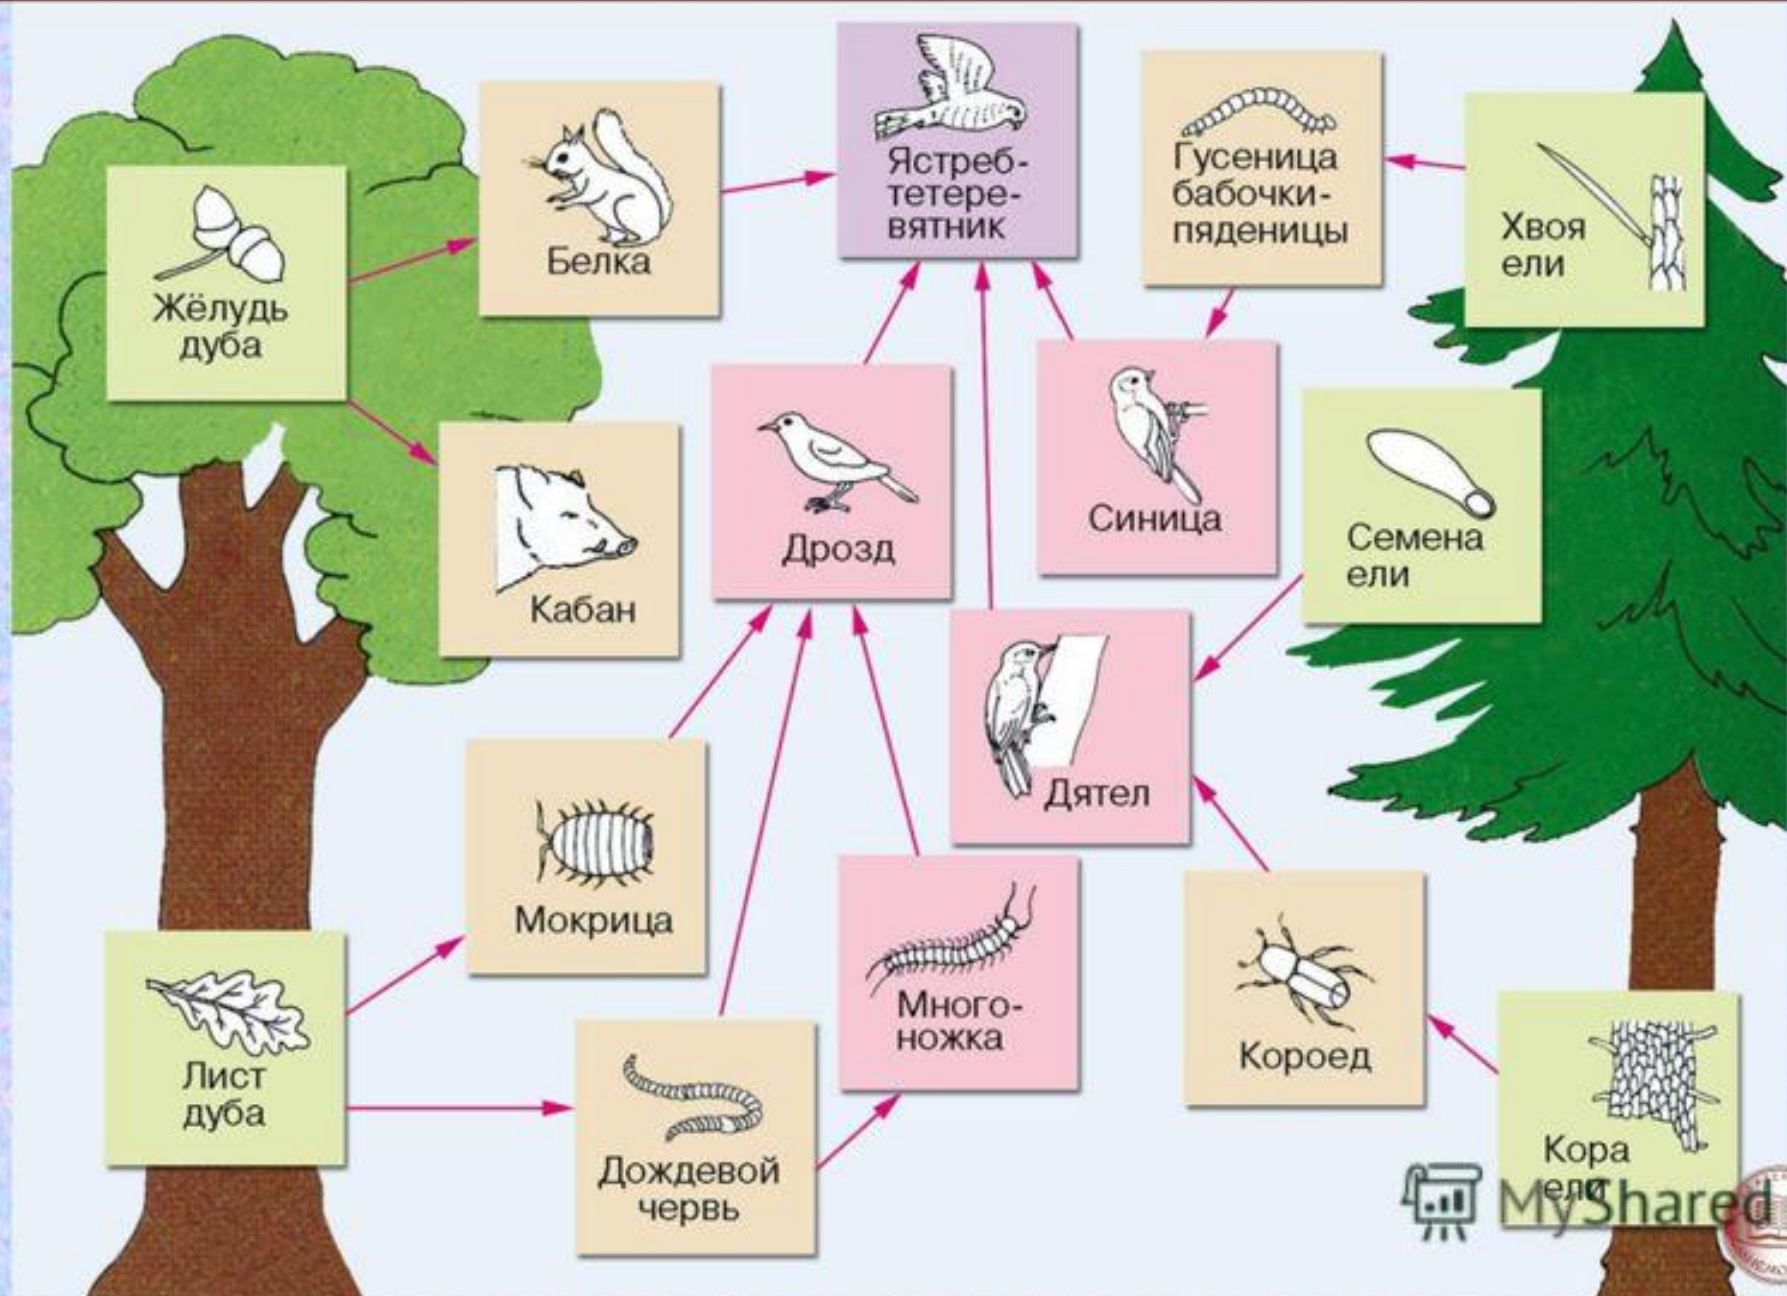 Ястреб-
тетере-
вятник
Гусеница
бабочки-
пяденицы
Белка
Хвоя
ели
Жёлудь
дуба
Дрозд
Синица
Семена
ели
Кабан
Дятел
Мокрица
Много-
ножка
Короед
Лист
дуба
Дождевой
червь
Кора
ели
MyShared